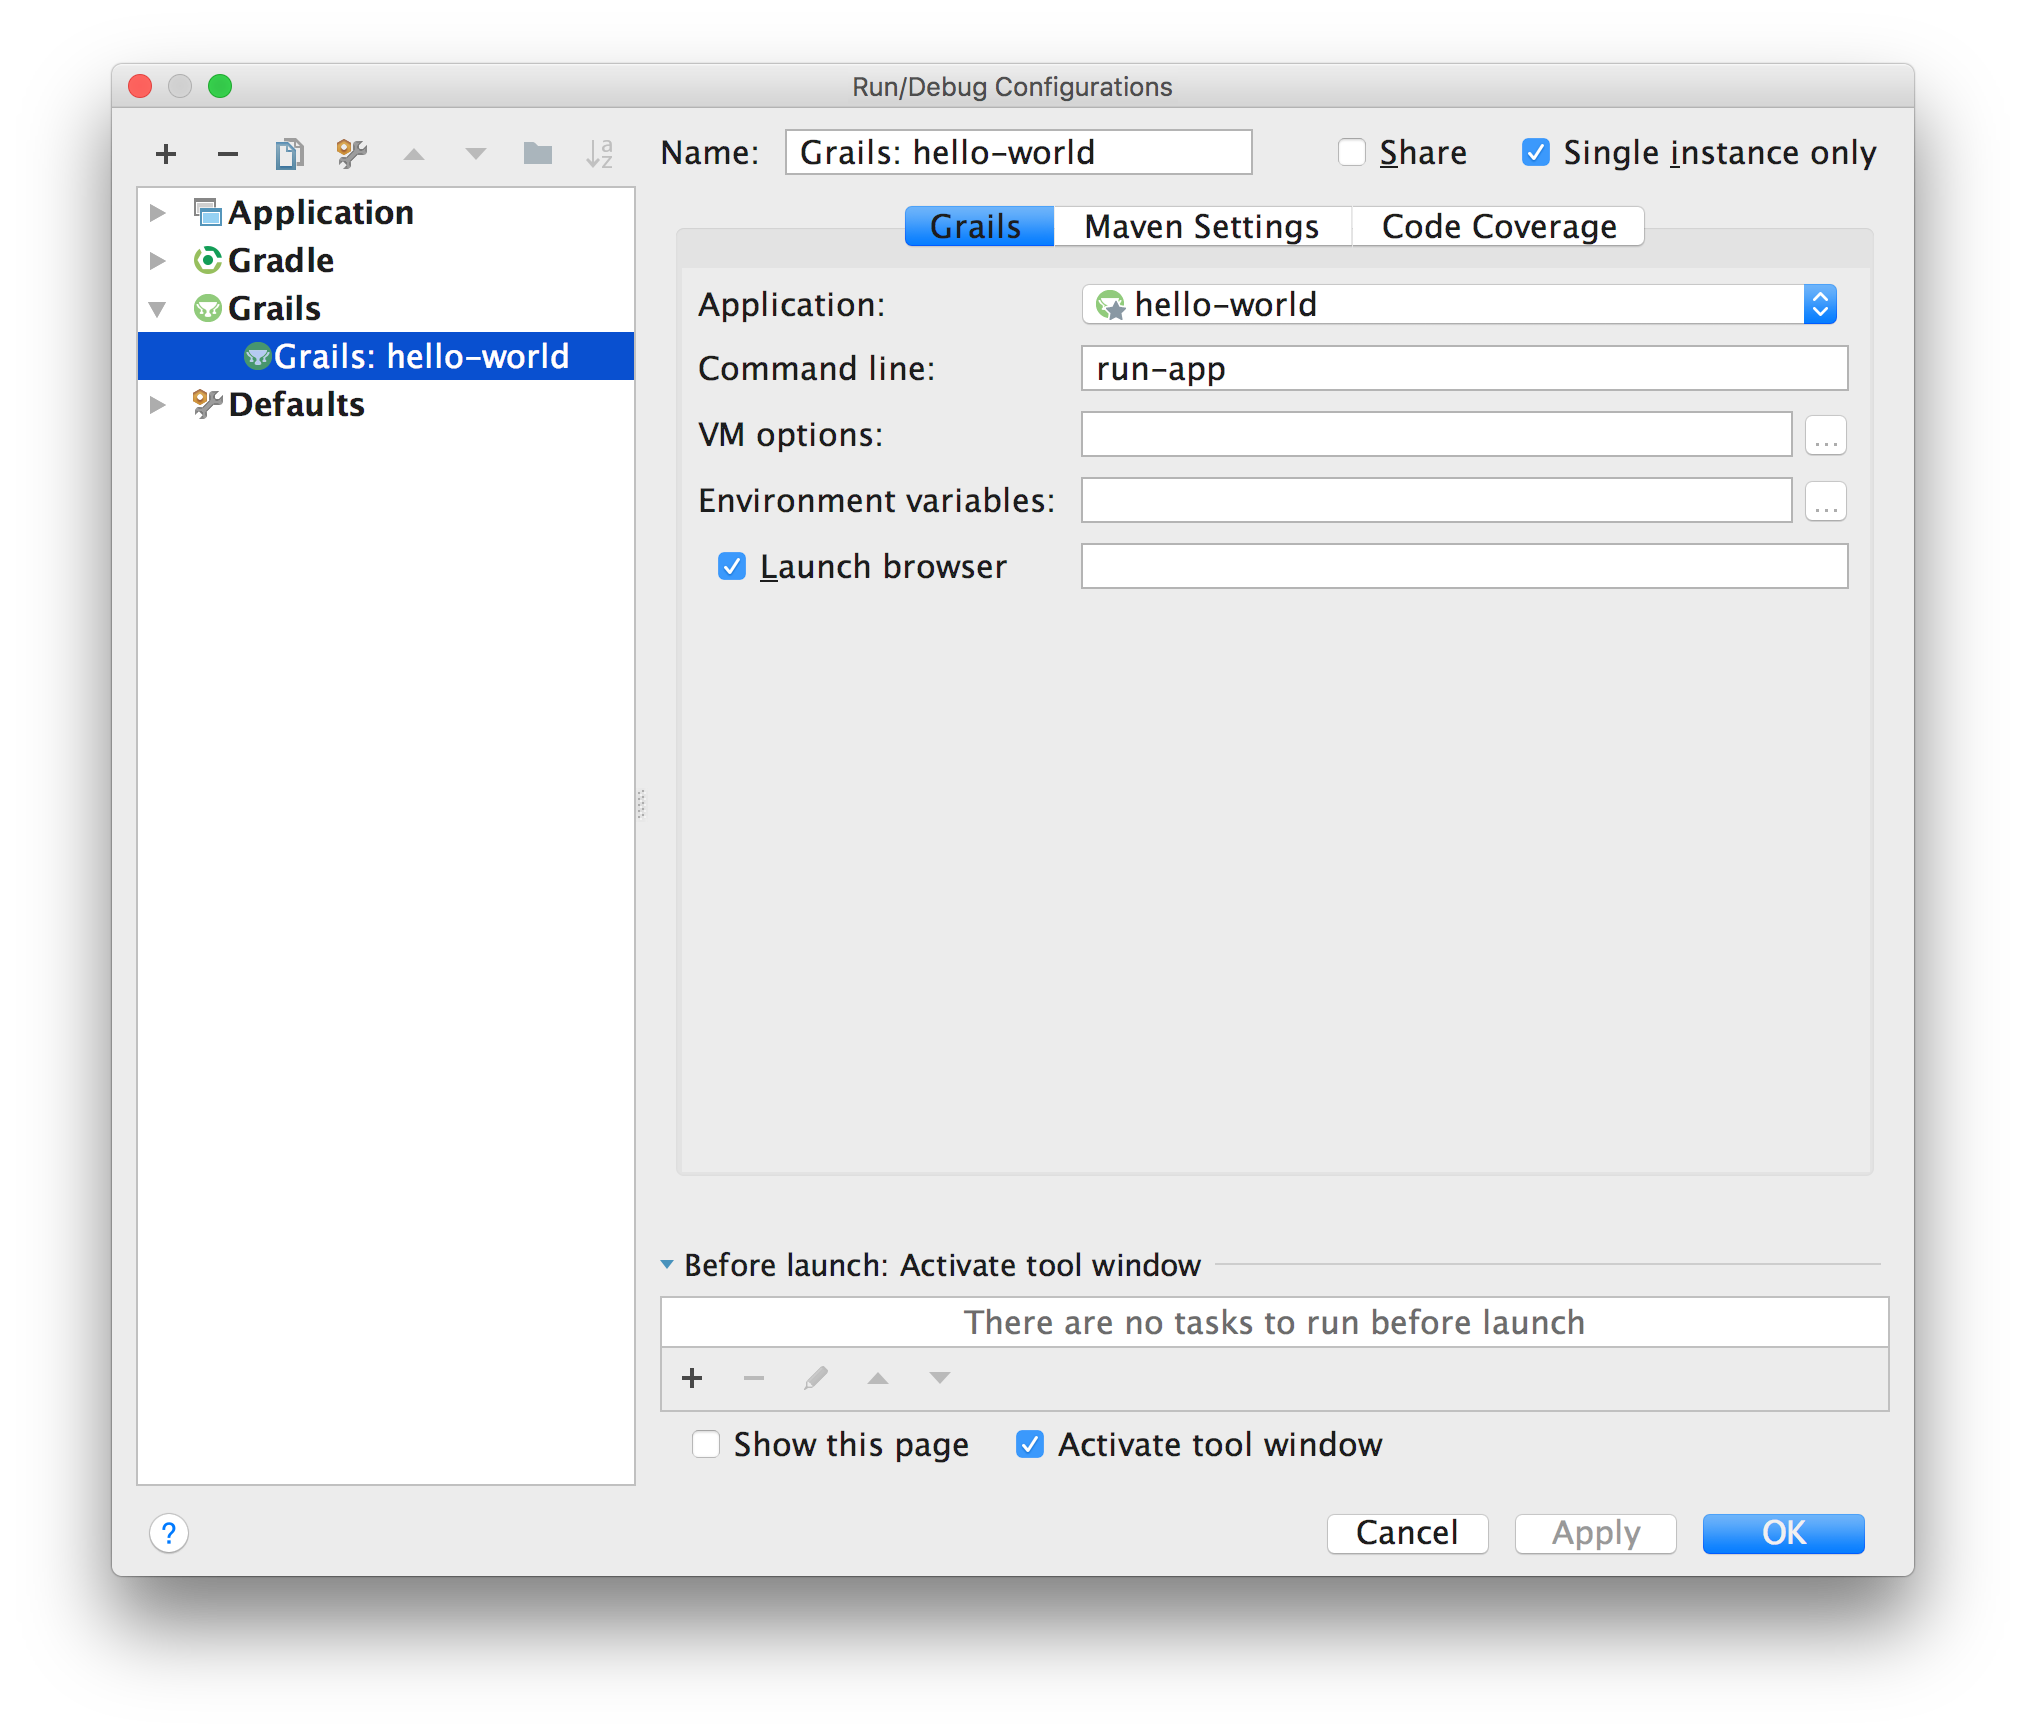 Run/Debug Configurations
Name: Grails: hello-world Share Single instance only
Application
Gradle
Grails
Grails: hello-world
Defaults
Grails Maven Settings Code Coverage
Application: hello-world
Command line: run-app
VM options: ...
Environment variables: ...
Launch browser
Before launch: Activate tool window
There are no tasks to run before launch
Show this page Activate tool window
? Cancel Apply OK